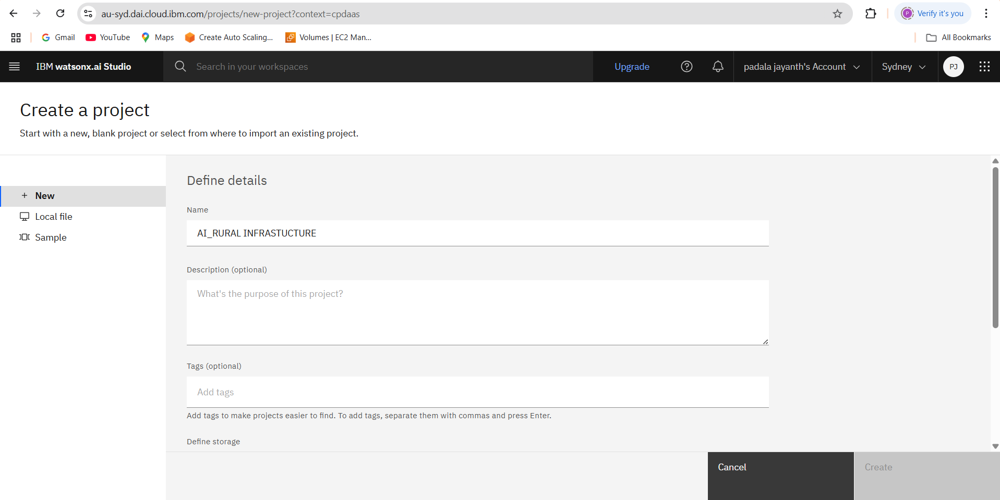 au-syd.dai.cloud.ibm.com/projects/new-project?context=cpdaas
P
Verify it's you
Gmail
YouTube
Maps
Create Auto Scaling...
Volumes | EC2 Man...
All Bookmarks
IBM watsonx.ai Studio
Search in your workspaces
Upgrade
padala jayanth's Account
Sydney
PJ
Create a project
Start with a new, blank project or select from where to import an existing project.
New
Local file
Sample
Define details
Name
AI_RURAL INFRASTUCTURE
Description (optional)
What's the purpose of this project?
Tags (optional)
Add tags
Add tags to make projects easier to find. To add tags, separate them with commas and press Enter.
Define storage
Cancel
Create